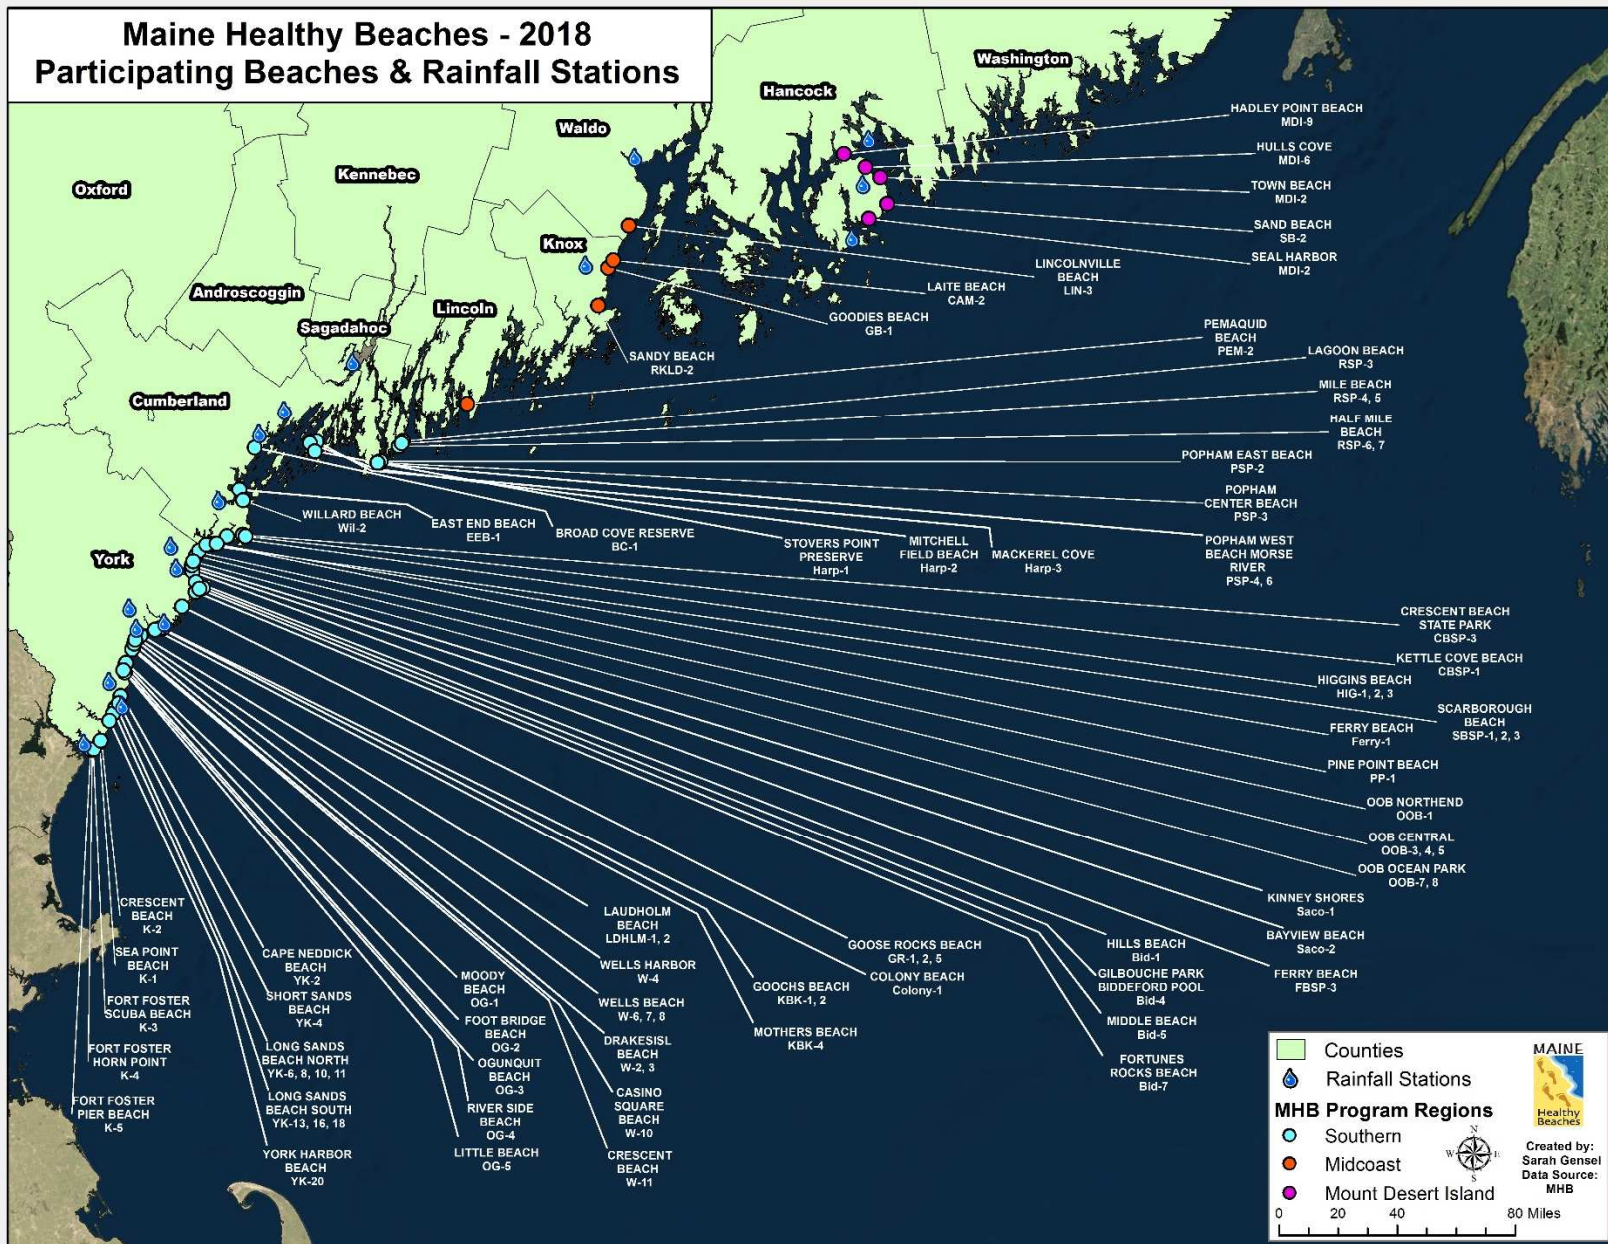 Maine Healthy Beaches - 2018
Participating Beaches & Rainfall Stations
Washington
Hancock
Waldo
Kennebec
Oxford
Knox
Androscoggin
Lincoln
Sagadahoc
Cumberland
York
HADLEY POINT BEACH
MDI-9
HULLS COVE
MDI-6
TOWN BEACH
MDI-2
SAND BEACH
SB-2
SEAL HARBOR
MDI-2
LINCOLNVILLE
BEACH
LIN-3
LAITE BEACH
CAM-2
GOODIES BEACH
GB-1
SANDY BEACH
RKLD-2
PEMAQUID
BEACH
PEM-2
LAGOON BEACH
RSP-3
MILE BEACH
RSP-4, 5
HALF MILE
BEACH
RSP-6, 7
POPHAM EAST BEACH
PSP-2
POPHAM
CENTER BEACH
PSP-3
POPHAM WEST
BEACH MORSE
RIVER
PSP-4, 6
WILLARD BEACH
Wil-2
EAST END BEACH
EEB-1
BROAD COVE RESERVE
BC-1
STOVERS POINT
PRESERVE
Harp-1
MITCHELL
FIELD BEACH
Harp-2
MACKEREL COVE
Harp-3
CRESCENT BEACH
STATE PARK
CBSP-3
KETTLE COVE BEACH
CBSP-1
HIGGINS BEACH
HIG-1, 2, 3
SCARBOROUGH
BEACH
SBSP-1, 2, 3
FERRY BEACH
Ferry-1
PINE POINT BEACH
PP-1
OOB NORTHEND
OOB-1
OOB CENTRAL
OOB-3, 4, 5
OOB OCEAN PARK
OOB-7, 8
KINNEY SHORES
Saco-1
BAYVIEW BEACH
Saco-2
FERRY BEACH
FBSP-3
HILLS BEACH
Bid-1
GILBOUCHE PARK
BIDDEFORD POOL
Bid-4
MIDDLE BEACH
Bid-5
FORTUNES
ROCKS BEACH
Bid-7
GOOSE ROCKS BEACH
GR-1, 2, 5
COLONY BEACH
Colony-1
GOOCHS BEACH
KBK-1, 2
MOTHERS BEACH
KBK-4
LAUDHOLM
BEACH
LDHLM-1, 2
WELLS HARBOR
W-4
WELLS BEACH
W-6, 7, 8
DRAKESISL
BEACH
W-2, 3
CASINO
SQUARE
BEACH
W-10
CRESCENT
BEACH
W-11
MOODY
BEACH
OG-1
FOOT BRIDGE
BEACH
OG-2
OGUNQUIT
BEACH
OG-3
RIVER SIDE
BEACH
OG-4
LITTLE BEACH
OG-5
CAPE NEDDICK
BEACH
YK-2
SHORT SANDS
BEACH
YK-4
LONG SANDS
BEACH NORTH
YK-6, 8, 10, 11
LONG SANDS
BEACH SOUTH
YK-13, 16, 18
YORK HARBOR
BEACH
YK-20
CRESCENT
BEACH
K-2
SEA POINT
BEACH
K-1
FORT FOSTER
SCUBA BEACH
K-3
FORT FOSTER
HORN POINT
K-4
FORT FOSTER
PIER BEACH
K-5
Counties
Rainfall Stations
MHB Program Regions
Southern
Midcoast
Mount Desert Island
0 20 40 80 Miles
MAINE
Healthy
Beaches
N
W E
S
Created by:
Sarah Gensel
Data Source:
MHB